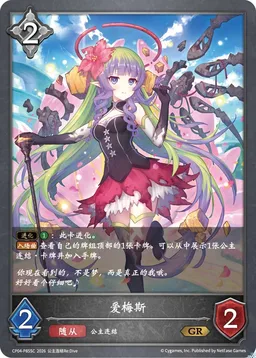 2
进化 1 : 此卡进化。
入场曲 查看自己的牌组顶部的1张卡牌。可以从中展示1张公主
连结·卡牌并加入手牌。
现在你看到的，不是梦，而是真正的我哦。
好好看个仔细吧♪
爱梅斯
2
随从
公主连结
GR
2
© Cygames, Inc. Published by NetEase Games